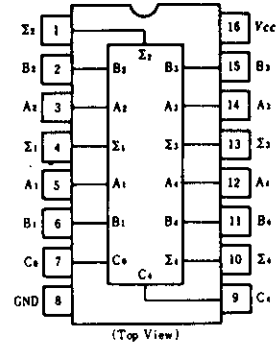 Σ₂ 1 16 Vcc
Σ₂
B₂ 2 B₂ B₃ 15 B₃
A₂ 3 A₂ A₃ 14 A₃
Σ₁ 4 Σ₁ Σ₃ 13 Σ₃
A₁ 5 A₁ A₄ 12 A₄
B₁ 6 B₁ B₄ 11 B₄
C₀ 7 C₀ Σ₄ 10 Σ₄
C₄
GND 8 9 C₄
(Top View)